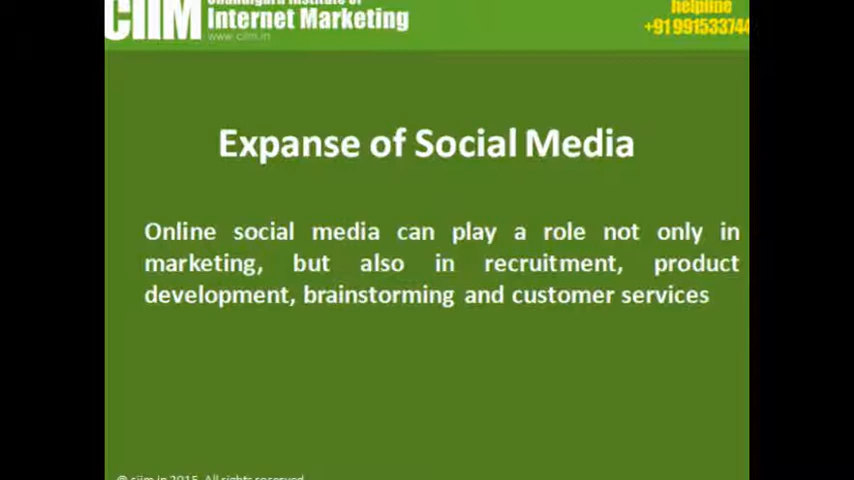 CIIM
Internet Marketing
www.ciim.in
helpline
Expanse of Social Media
Online social media can play a role not only in
marketing, but also in recruitment, product
development, brainstorming and customer services